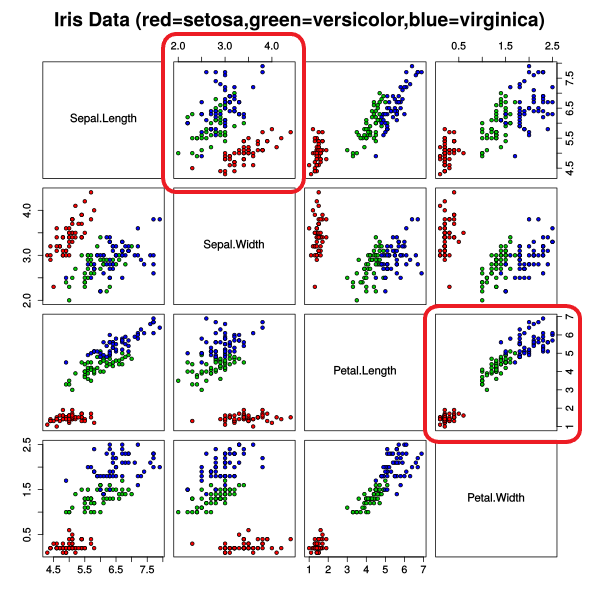 Iris Data (red=setosa,green=versicolor,blue=virginica)
2.0 3.0 4.0
0.5 1.5 2.5
Sepal.Length
4.5 5.5 6.5 7.5
2.0 3.0 4.0
Sepal.Width
Petal.Length
1 2 3 4 5 6 7
0.5 1.5 2.5
Petal.Width
4.5 5.5 6.5 7.5
1 2 3 4 5 6 7